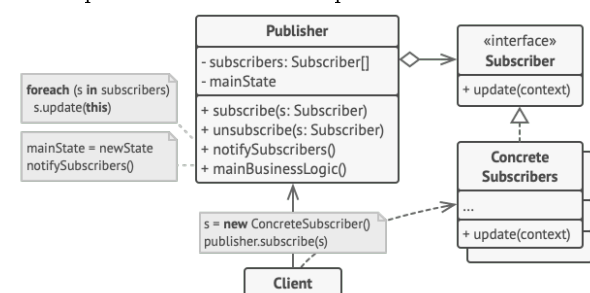 Publisher
- subscribers: Subscriber[]
- mainState
+ subscribe(s: Subscriber)
+ unsubscribe(s: Subscriber)
+ notifySubscribers()
+ mainBusinessLogic()
foreach (s in subscribers)
s.update(this)
mainState = newState
notifySubscribers()
«interface»
Subscriber
+ update(context)
Concrete
Subscribers
...
+ update(context)
s = new ConcreteSubscriber()
publisher.subscribe(s)
Client